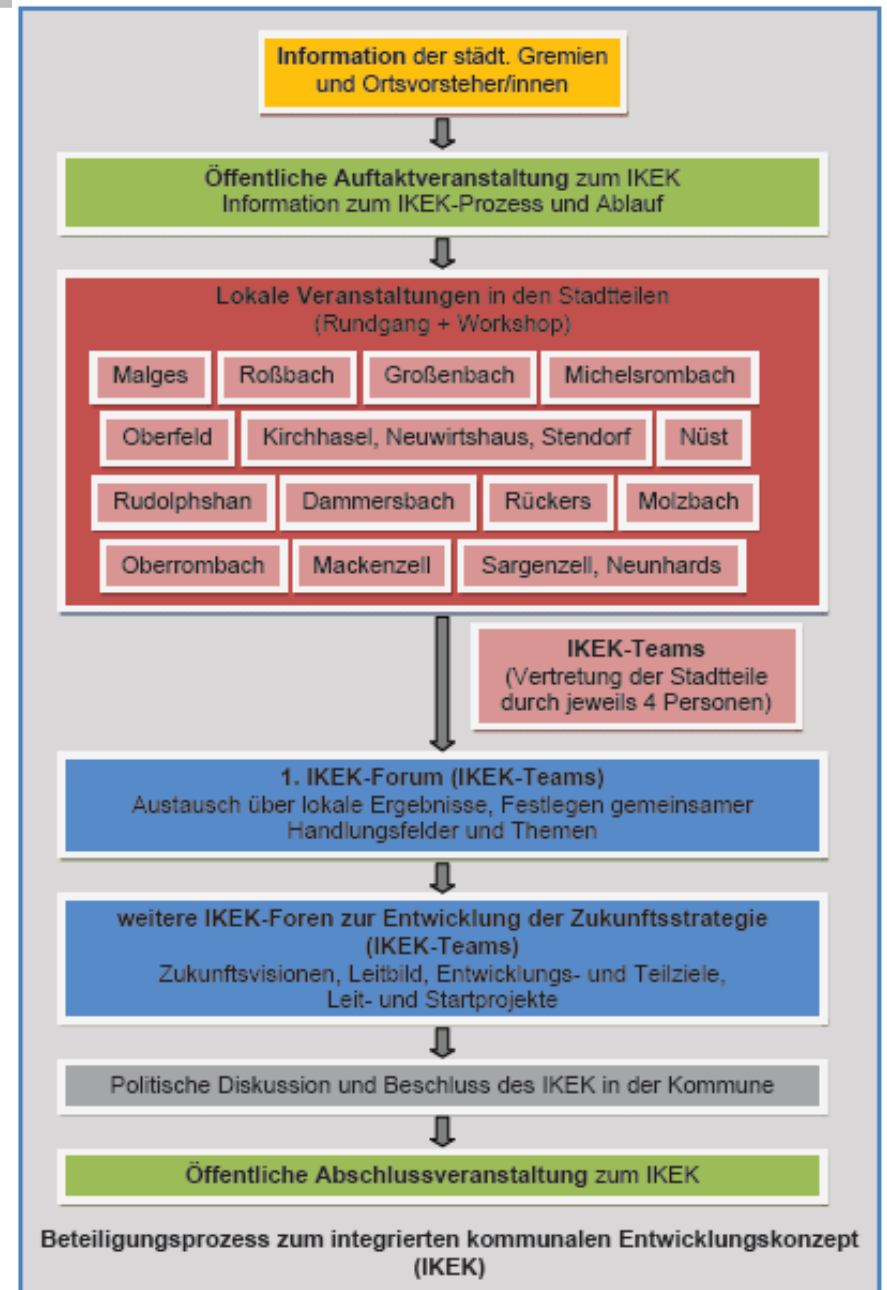 Information der städt. Gremien
und Ortsvorsteher/innen
Öffentliche Auftaktveranstaltung zum IKEK
Information zum IKEK-Prozess und Ablauf
Lokale Veranstaltungen in den Stadtteilen
(Rundgang + Workshop)
Malges Roßbach Großenbach Michelsrombach
Oberfeld Kirchhasel, Neuwirtshaus, Stendorf Nüst
Rudolphshan Dammersbach Rückers Molzbach
Oberrombach Mackenzell Sargenzell, Neunhards
IKEK-Teams
(Vertretung der Stadtteile
durch jeweils 4 Personen)
1. IKEK-Forum (IKEK-Teams)
Austausch über lokale Ergebnisse, Festlegen gemeinsamer
Handlungsfelder und Themen
weitere IKEK-Foren zur Entwicklung der Zukunftsstrategie
(IKEK-Teams)
Zukunftsvisionen, Leitbild, Entwicklungs- und Teilziele,
Leit- und Startprojekte
Politische Diskussion und Beschluss des IKEK in der Kommune
Öffentliche Abschlussveranstaltung zum IKEK
Beteiligungsprozess zum integrierten kommunalen Entwicklungskonzept
(IKEK)